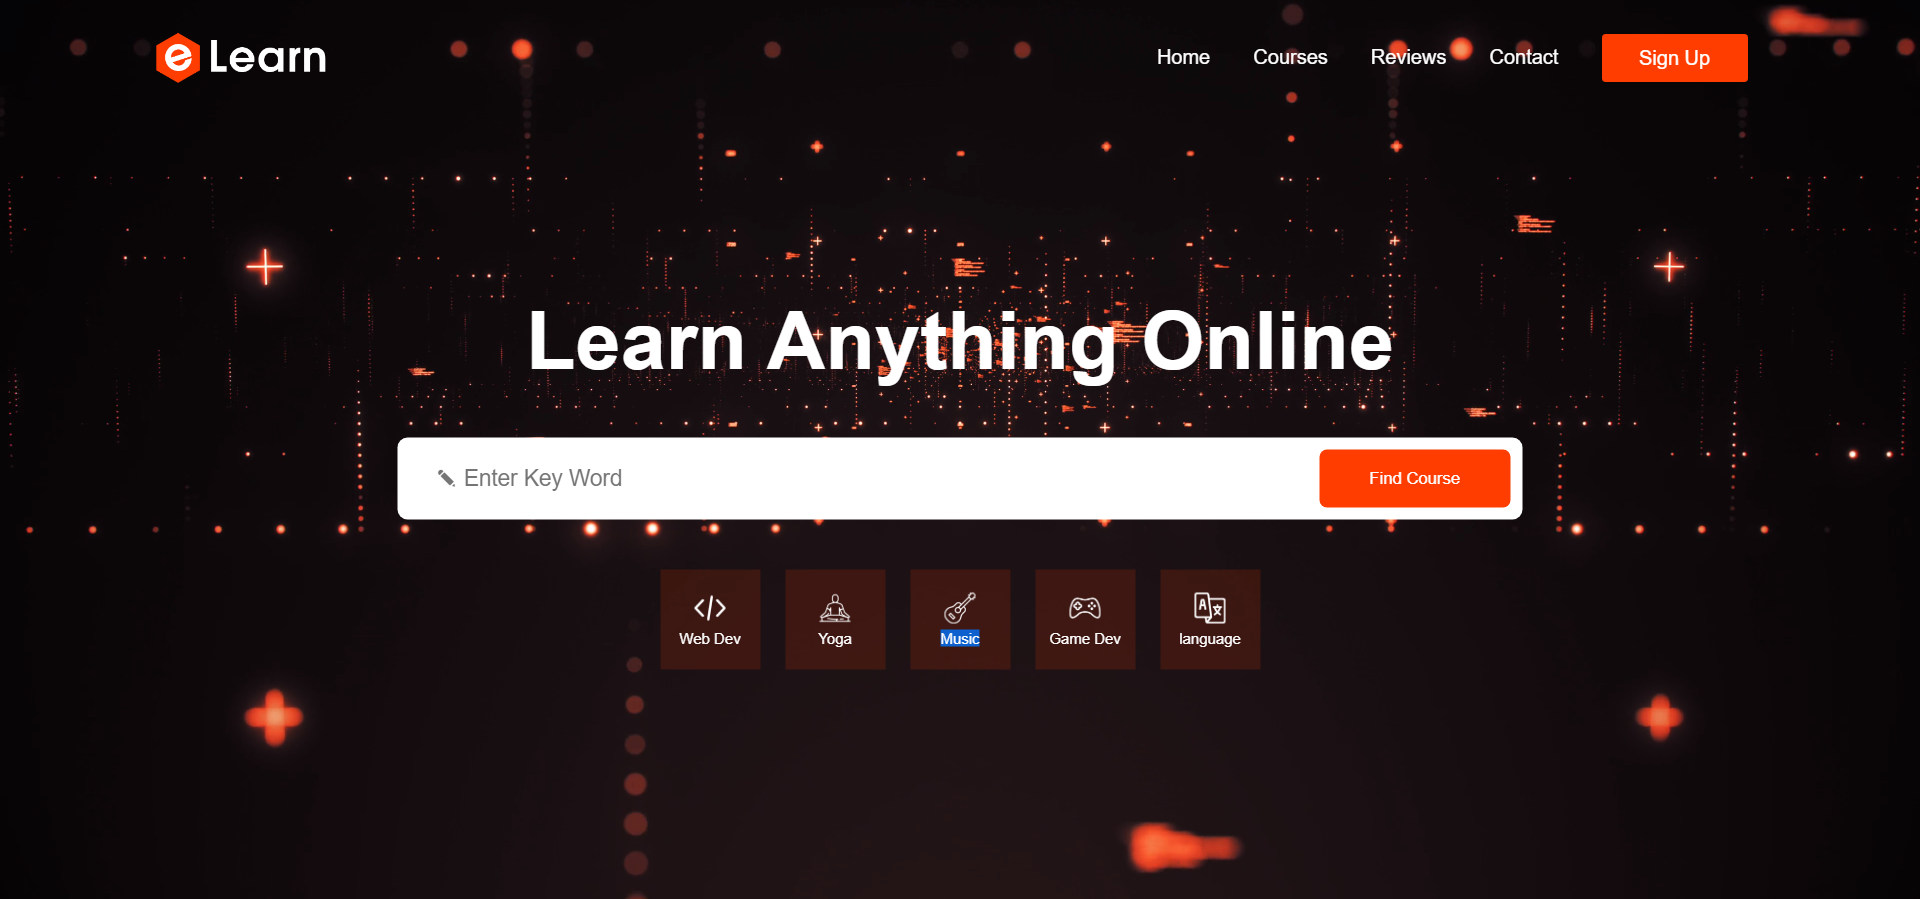 e Learn
Home Courses Reviews Contact Sign Up
Learn Anything Online
Enter Key Word Find Course
Web Dev Yoga Music Game Dev language